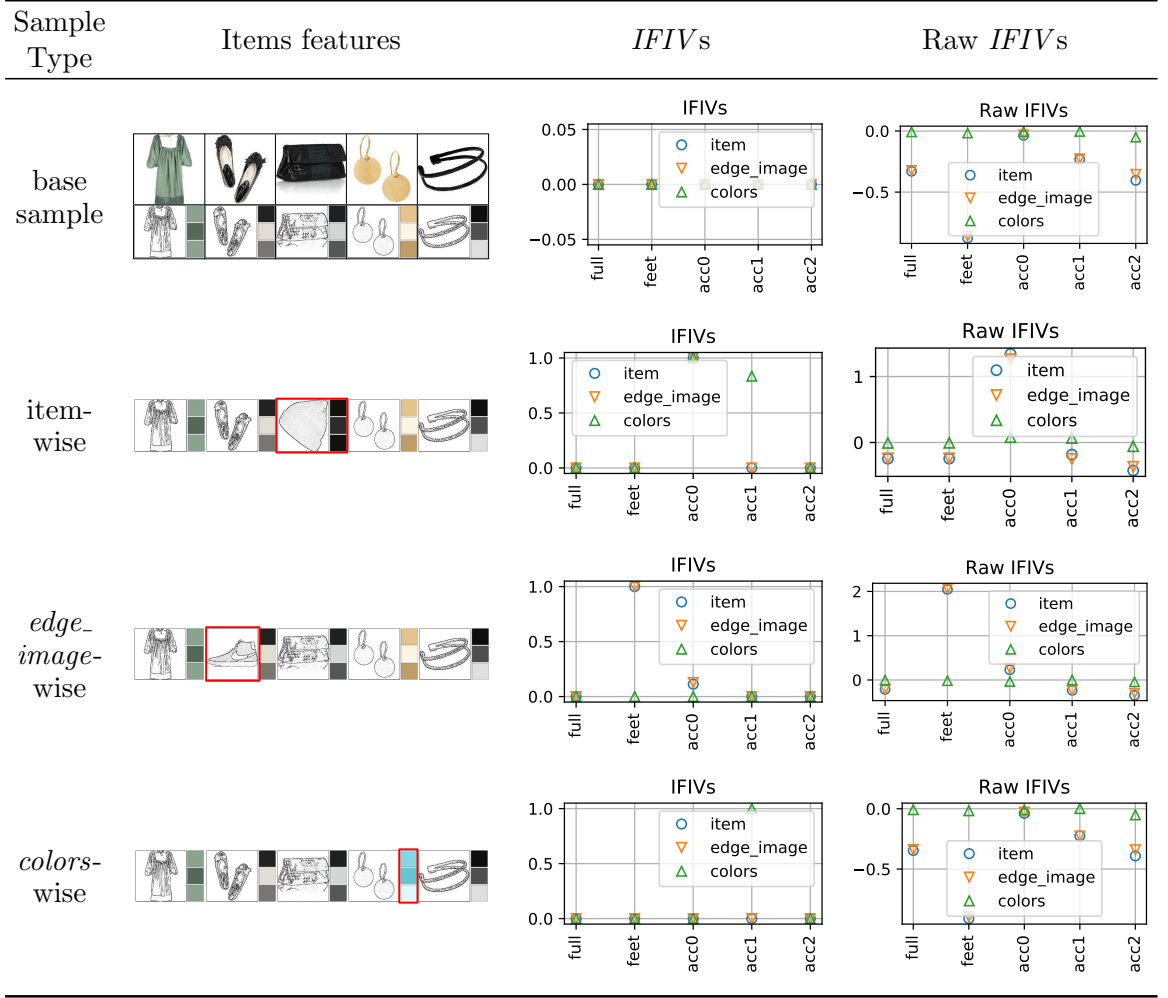 Sample Type
Items features
IFIVs
Raw IFIVs
base sample
IFIVs
0.05
0.00
−0.05
item
edge_image
colors
full
feet
acc0
acc1
acc2
Raw IFIVs
0.0
−0.5
item
edge_image
colors
full
feet
acc0
acc1
acc2
item-
wise
IFIVs
1.0
0.5
0.0
item
edge_image
colors
full
feet
acc0
acc1
acc2
Raw IFIVs
1
0
item
edge_image
colors
full
feet
acc0
acc1
acc2
edge_
image-
wise
IFIVs
1.0
0.5
0.0
item
edge_image
colors
full
feet
acc0
acc1
acc2
Raw IFIVs
2
1
0
item
edge_image
colors
full
feet
acc0
acc1
acc2
colors-
wise
IFIVs
1.0
0.5
0.0
item
edge_image
colors
full
feet
acc0
acc1
acc2
Raw IFIVs
0.0
−0.5
item
edge_image
colors
full
feet
acc0
acc1
acc2